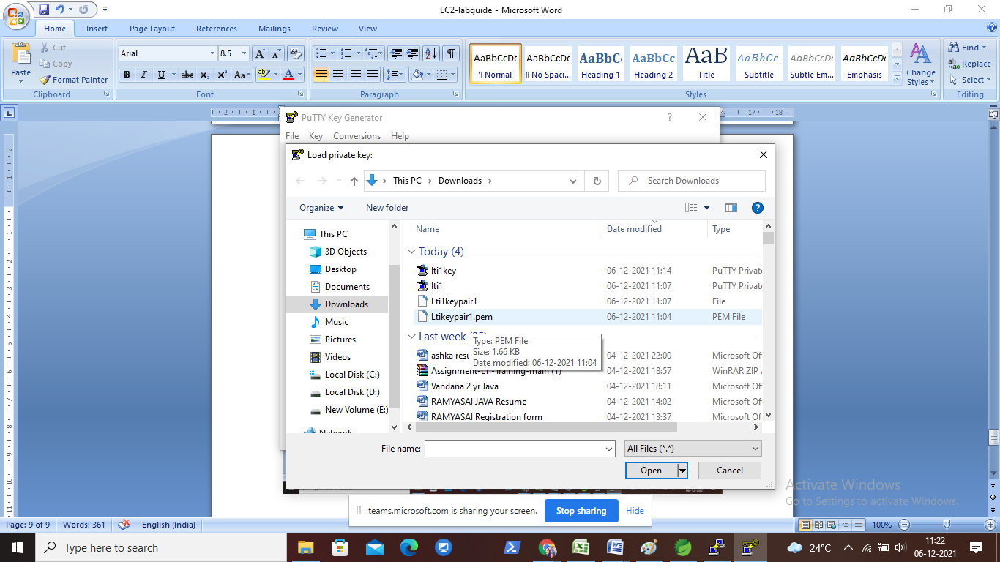 EC2-labguide - Microsoft Word
Home Insert Page Layout References Mailings Review View
Paste
Cut
Copy
Format Painter
Clipboard
Arial 8.5
B I U abc x₂ x² Aa ab A
Font
Paragraph
AaBbCcDc AaBbCcDc AaBbC AaBbCc AaB AaBbCc. AaBbCcDc AaBbCcDc
¶ Normal ¶ No Spaci... Heading 1 Heading 2 Title Subtitle Subtle Em... Emphasis
Change Styles
Styles
Find
Replace
Select
Editing
PuTTY Key Generator
File Key Conversions Help
Load private key:
This PC Downloads
Search Downloads
Organize New folder
This PC
3D Objects
Desktop
Documents
Downloads
Music
Pictures
Videos
Local Disk (C:)
Local Disk (D:)
New Volume (E:)
Network
Name Date modified Type
Today (4)
lti1key 06-12-2021 11:14 PuTTY Privat
lti1 06-12-2021 11:07 PuTTY Privat
Lti1keypair1 06-12-2021 11:07 File
Ltikeypair1.pem 06-12-2021 11:04 PEM File
Last week
Type: PEM File
Size: 1.66 KB
Date modified: 06-12-2021 11:04
ashka resu 04-12-2021 22:00 Microsoft Of
Assignment-LTI-Training-main (1) 04-12-2021 18:57 WinRAR ZIP a
Vandana 2 yr Java 04-12-2021 18:11 Microsoft Of
RAMYASAI JAVA Resume 04-12-2021 14:02 Microsoft Of
RAMYASAI Registration form 04-12-2021 13:37 Microsoft Of
File name: All Files (*.*)
Open Cancel
Activate Windows
Go to Settings to activate Windows.
teams.microsoft.com is sharing your screen. Stop sharing Hide
Page: 9 of 9 Words: 361 English (India) 100%
Type here to search
24°C
11:22
06-12-2021